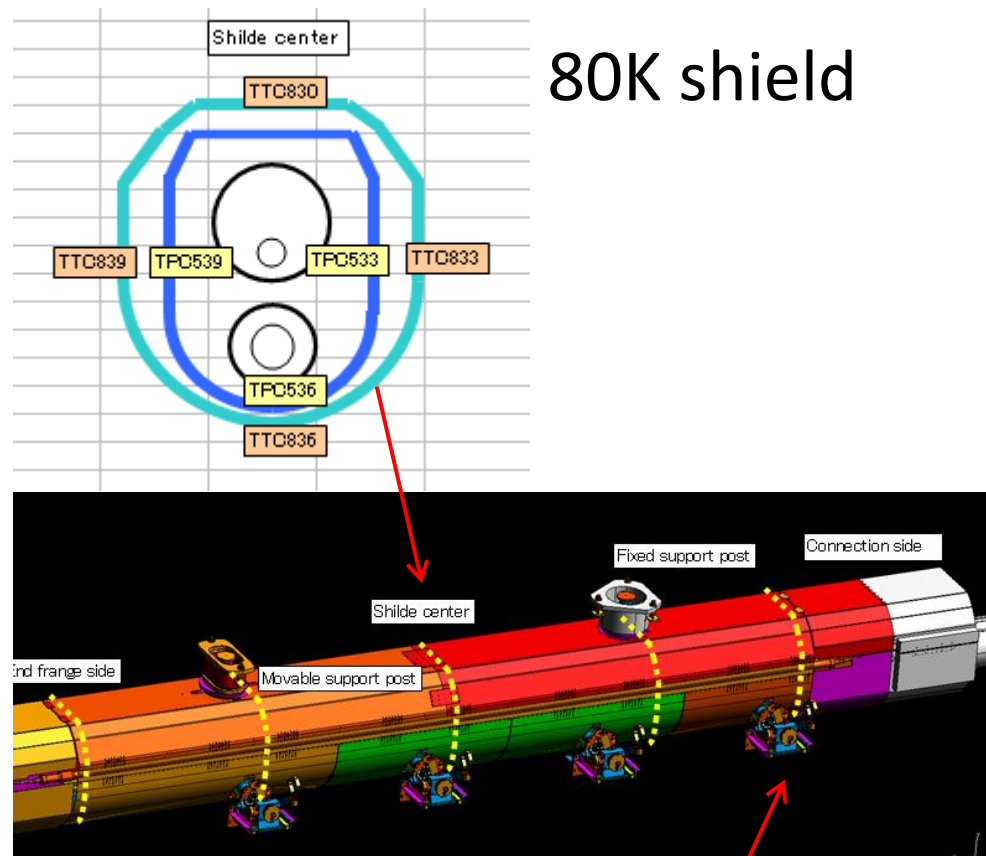 Shilde center
80K shield
TTC830
TTC839
TPC539
TPC533
TTC833
TPC536
TTC836
Connection side
Fixed support post
Shilde center
End frange side
Movable support post